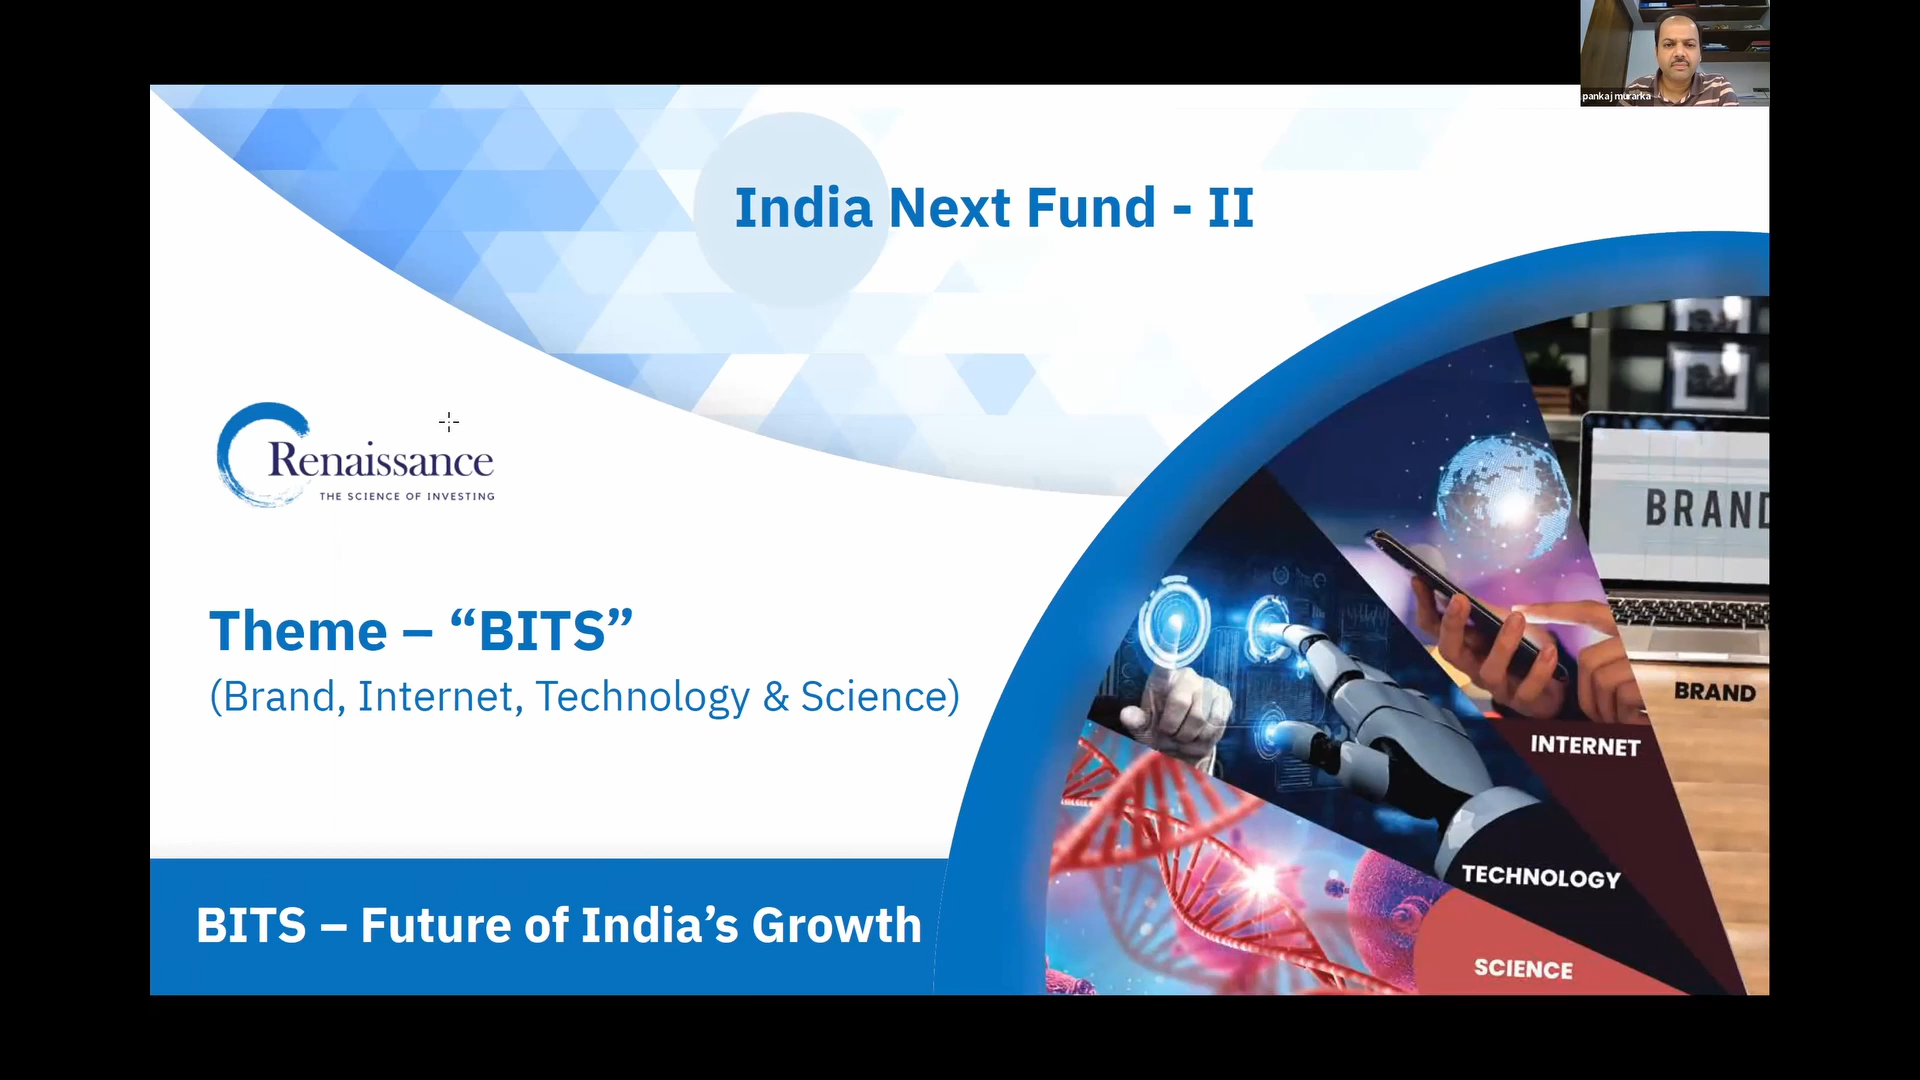 pankaj murarka
India Next Fund - II
Renaissance
THE SCIENCE OF INVESTING
Theme – “BITS”
(Brand, Internet, Technology & Science)
BRAND
BRAND
INTERNET
TECHNOLOGY
SCIENCE
BITS – Future of India’s Growth